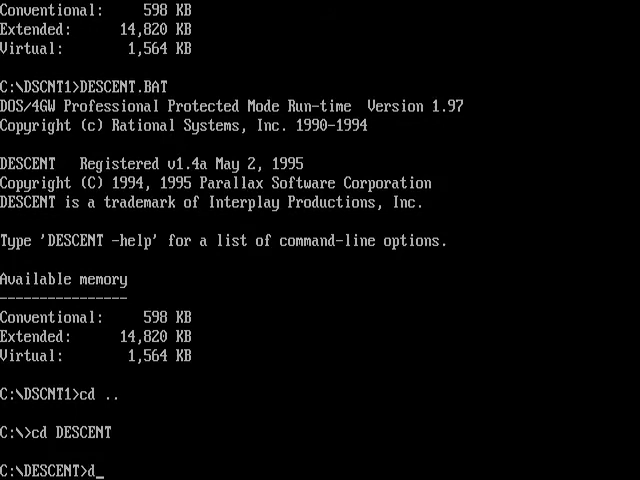 Conventional:     598 KB
Extended:      14,820 KB
Virtual:        1,564 KB
C:\DSCNT1>DESCENT.BAT
DOS/4GW Professional Protected Mode Run-time  Version 1.97
Copyright (c) Rational Systems, Inc. 1990-1994
DESCENT   Registered v1.4a May 2, 1995
Copyright (C) 1994, 1995 Parallax Software Corporation
DESCENT is a trademark of Interplay Productions, Inc.
Type 'DESCENT -help' for a list of command-line options.
Available memory
----------------
Conventional:     598 KB
Extended:      14,820 KB
Virtual:        1,564 KB
C:\DSCNT1>cd ..
C:\>cd DESCENT
C:\DESCENT>d_